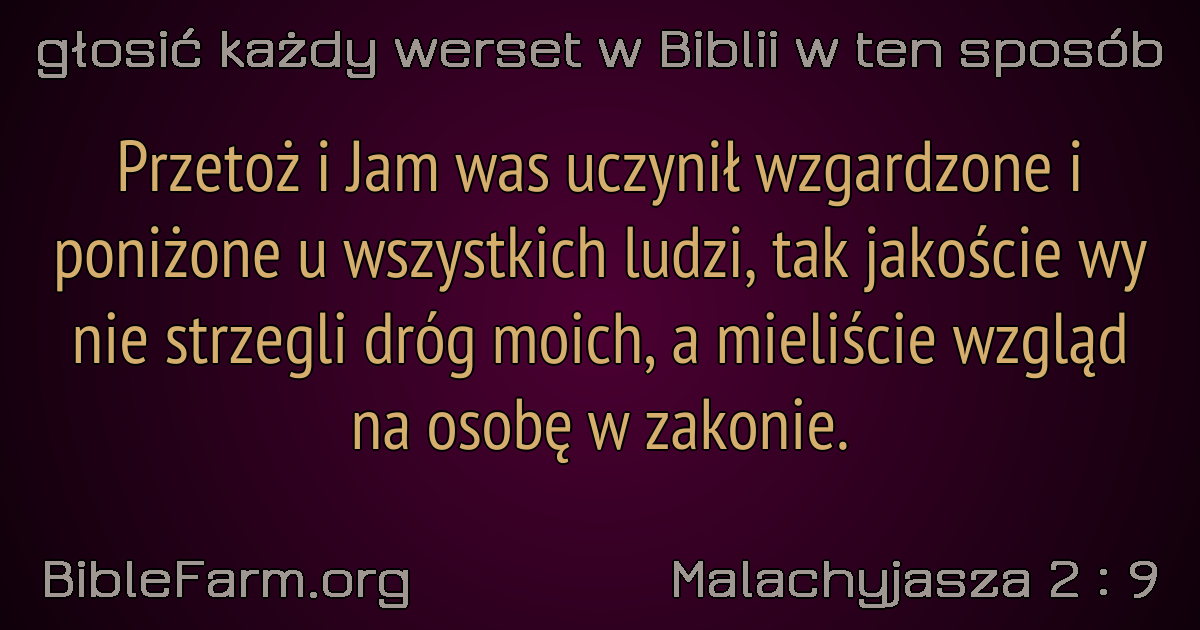 głosić każdy werset w Biblii w ten sposób
Przetoż i Jam was uczynił wzgardzone i
poniżone u wszystkich ludzi, tak jakoście wy
nie strzegli dróg moich, a mieliście wzgląd
na osobę w zakonie.
BibleFarm.org
Malachyjasza 2 : 9